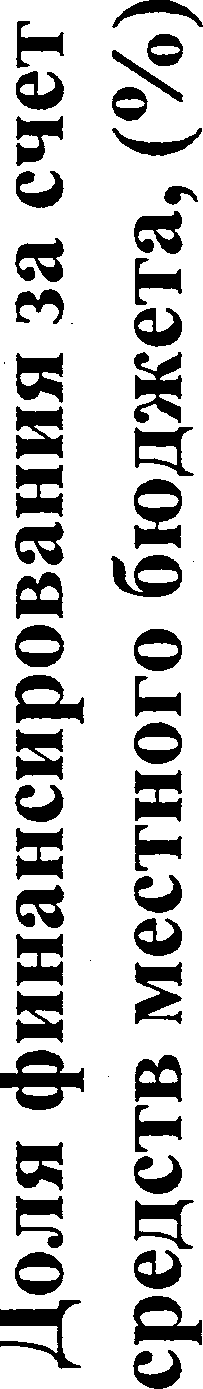 Доля финансирования за счет
средств местного бюджета, (%)